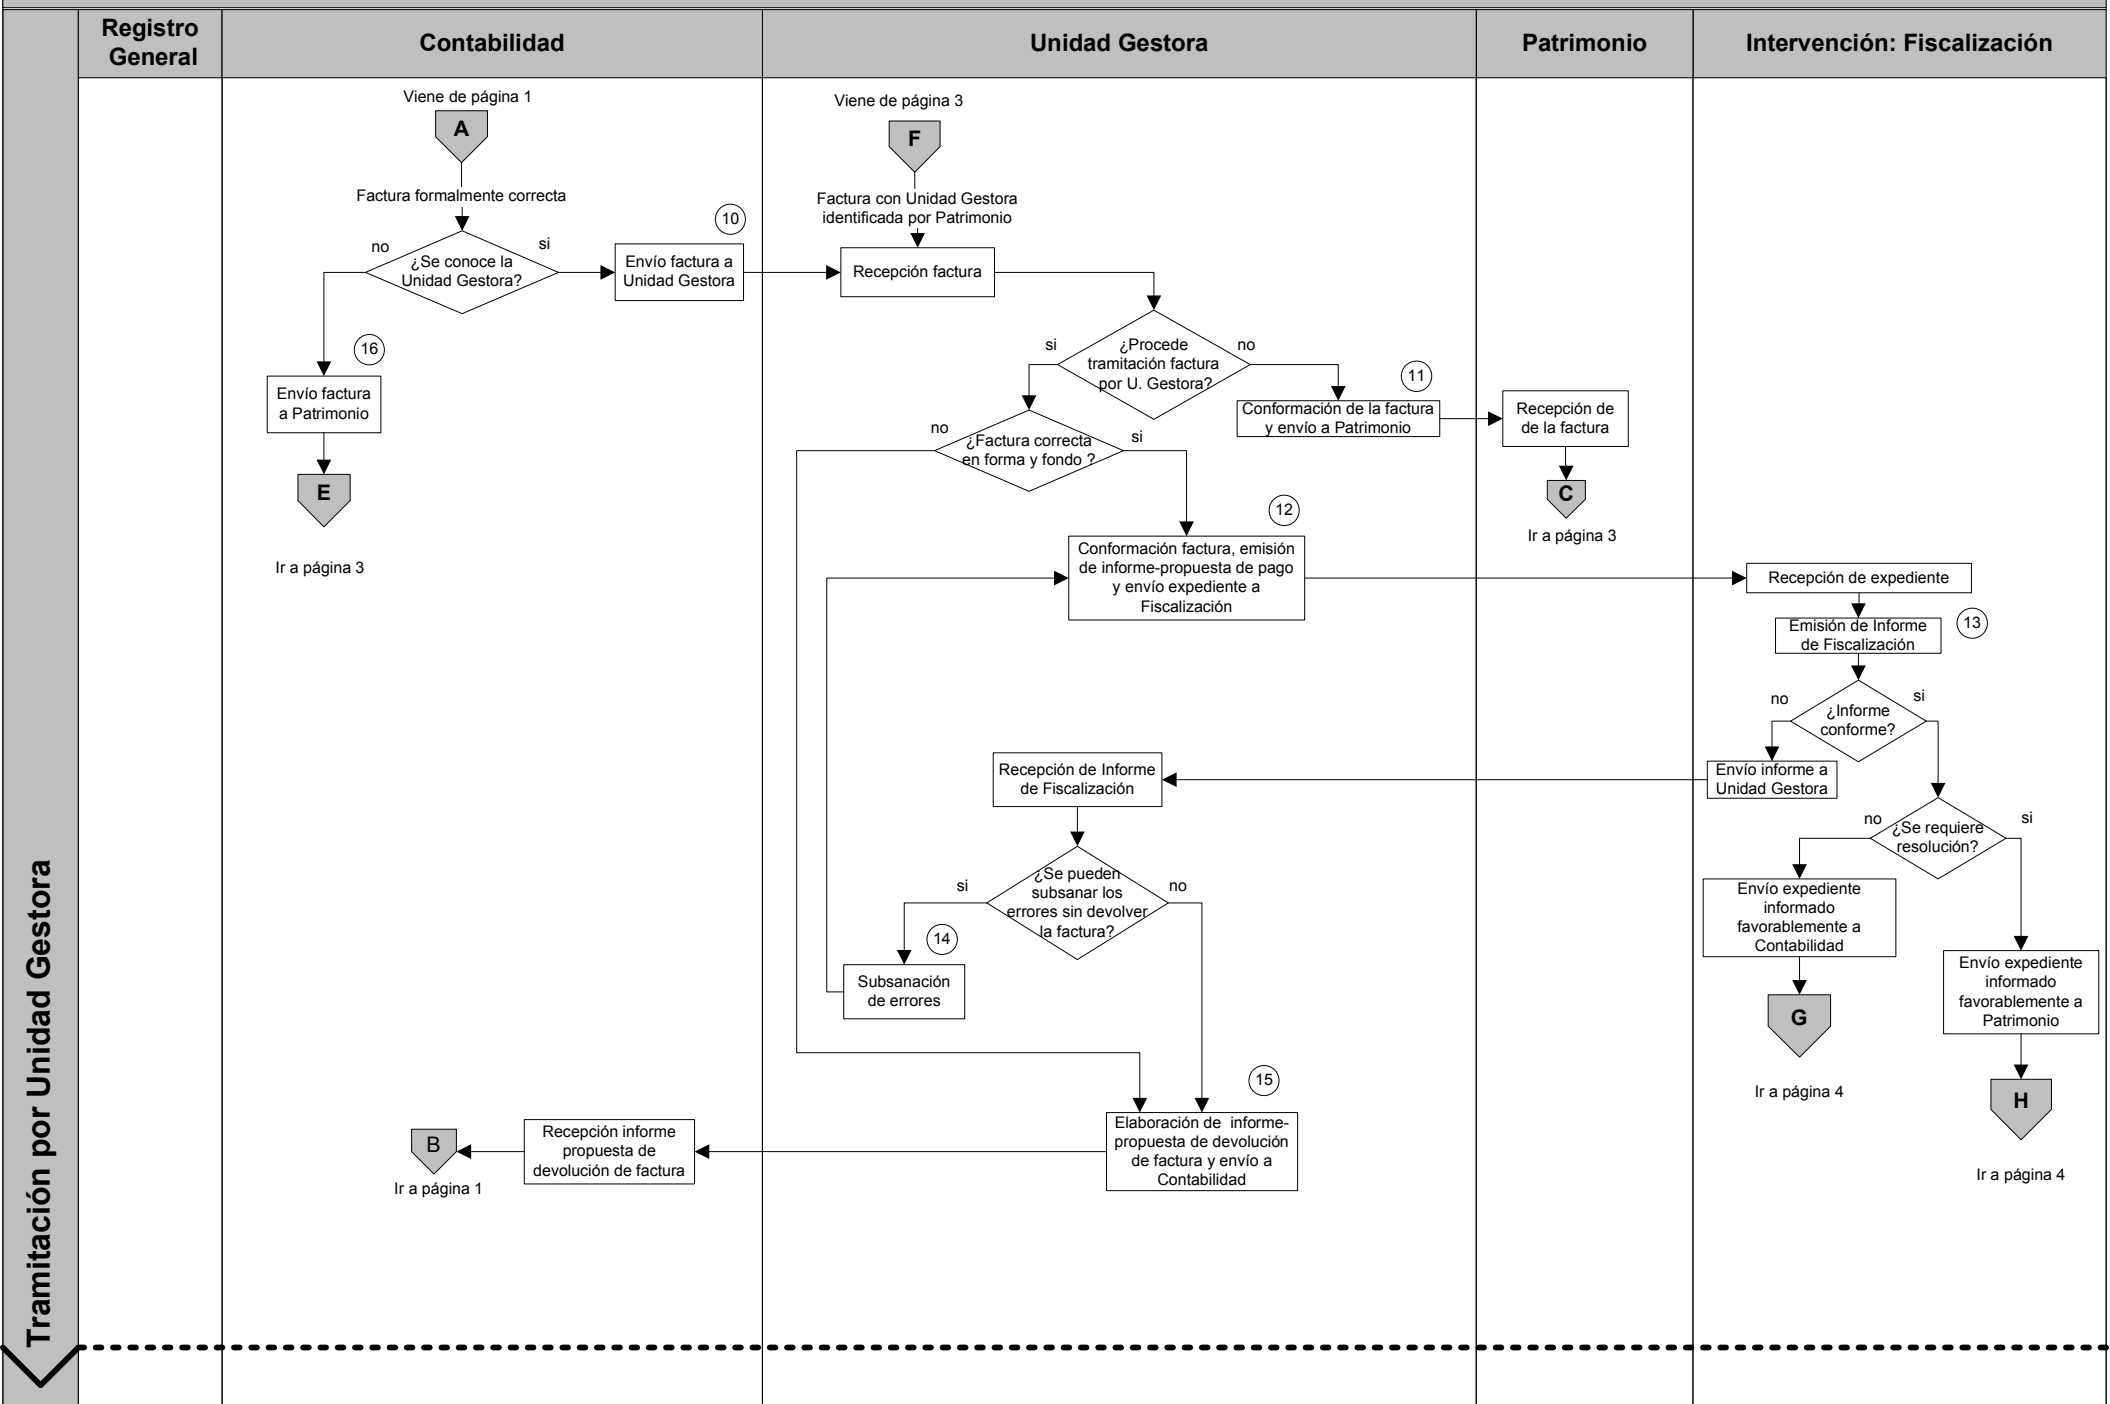 Registro
General
Contabilidad
Unidad Gestora
Patrimonio
Intervención: Fiscalización
Tramitación por Unidad Gestora
Viene de página 1
A
Factura formalmente correcta
no
si
¿Se conoce la
Unidad Gestora?
10
Envío factura a
Unidad Gestora
16
Envío factura
a Patrimonio
E
Ir a página 3
Viene de página 3
F
Factura con Unidad Gestora
identificada por Patrimonio
Recepción factura
si
no
¿Procede
tramitación factura
por U. Gestora?
11
Conformación de la factura
y envío a Patrimonio
Recepción de
de la factura
C
Ir a página 3
no
si
¿Factura correcta
en forma y fondo ?
12
Conformación factura, emisión
de informe-propuesta de pago
y envío expediente a
Fiscalización
Recepción de expediente
13
Emisión de Informe
de Fiscalización
no
si
¿Informe
conforme?
Envío informe a
Unidad Gestora
Recepción de Informe
de Fiscalización
no
si
¿Se requiere
resolución?
si
no
¿Se pueden
subsanar los
errores sin devolver
la factura?
14
Subsanación
de errores
Envío expediente
informado
favorablemente a
Contabilidad
G
Ir a página 4
Envío expediente
informado
favorablemente a
Patrimonio
H
Ir a página 4
15
Elaboración de informe-
propuesta de devolución
de factura y envío a
Contabilidad
Recepción informe
propuesta de
devolución de factura
B
Ir a página 1